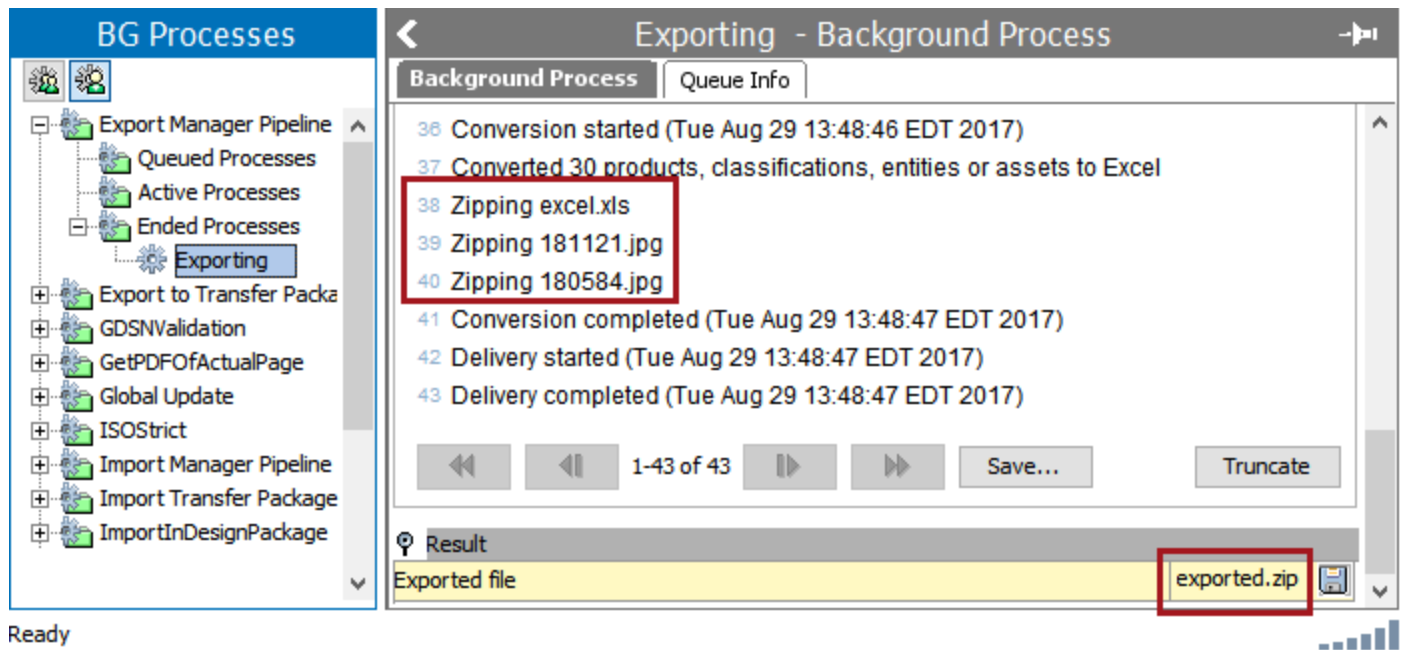 BG Processes
Export Manager Pipeline
Queued Processes
Active Processes
Ended Processes
Exporting
Export to Transfer Packa
GDSNValidation
GetPDFOfActualPage
Global Update
ISOStrict
Import Manager Pipeline
Import Transfer Package
ImportInDesignPackage
Exporting - Background Process
Background Process Queue Info
36 Conversion started (Tue Aug 29 13:48:46 EDT 2017)
37 Converted 30 products, classifications, entities or assets to Excel
38 Zipping excel.xls
39 Zipping 181121.jpg
40 Zipping 180584.jpg
41 Conversion completed (Tue Aug 29 13:48:47 EDT 2017)
42 Delivery started (Tue Aug 29 13:48:47 EDT 2017)
43 Delivery completed (Tue Aug 29 13:48:47 EDT 2017)
1-43 of 43 Save... Truncate
Result
Exported file exported.zip
Ready